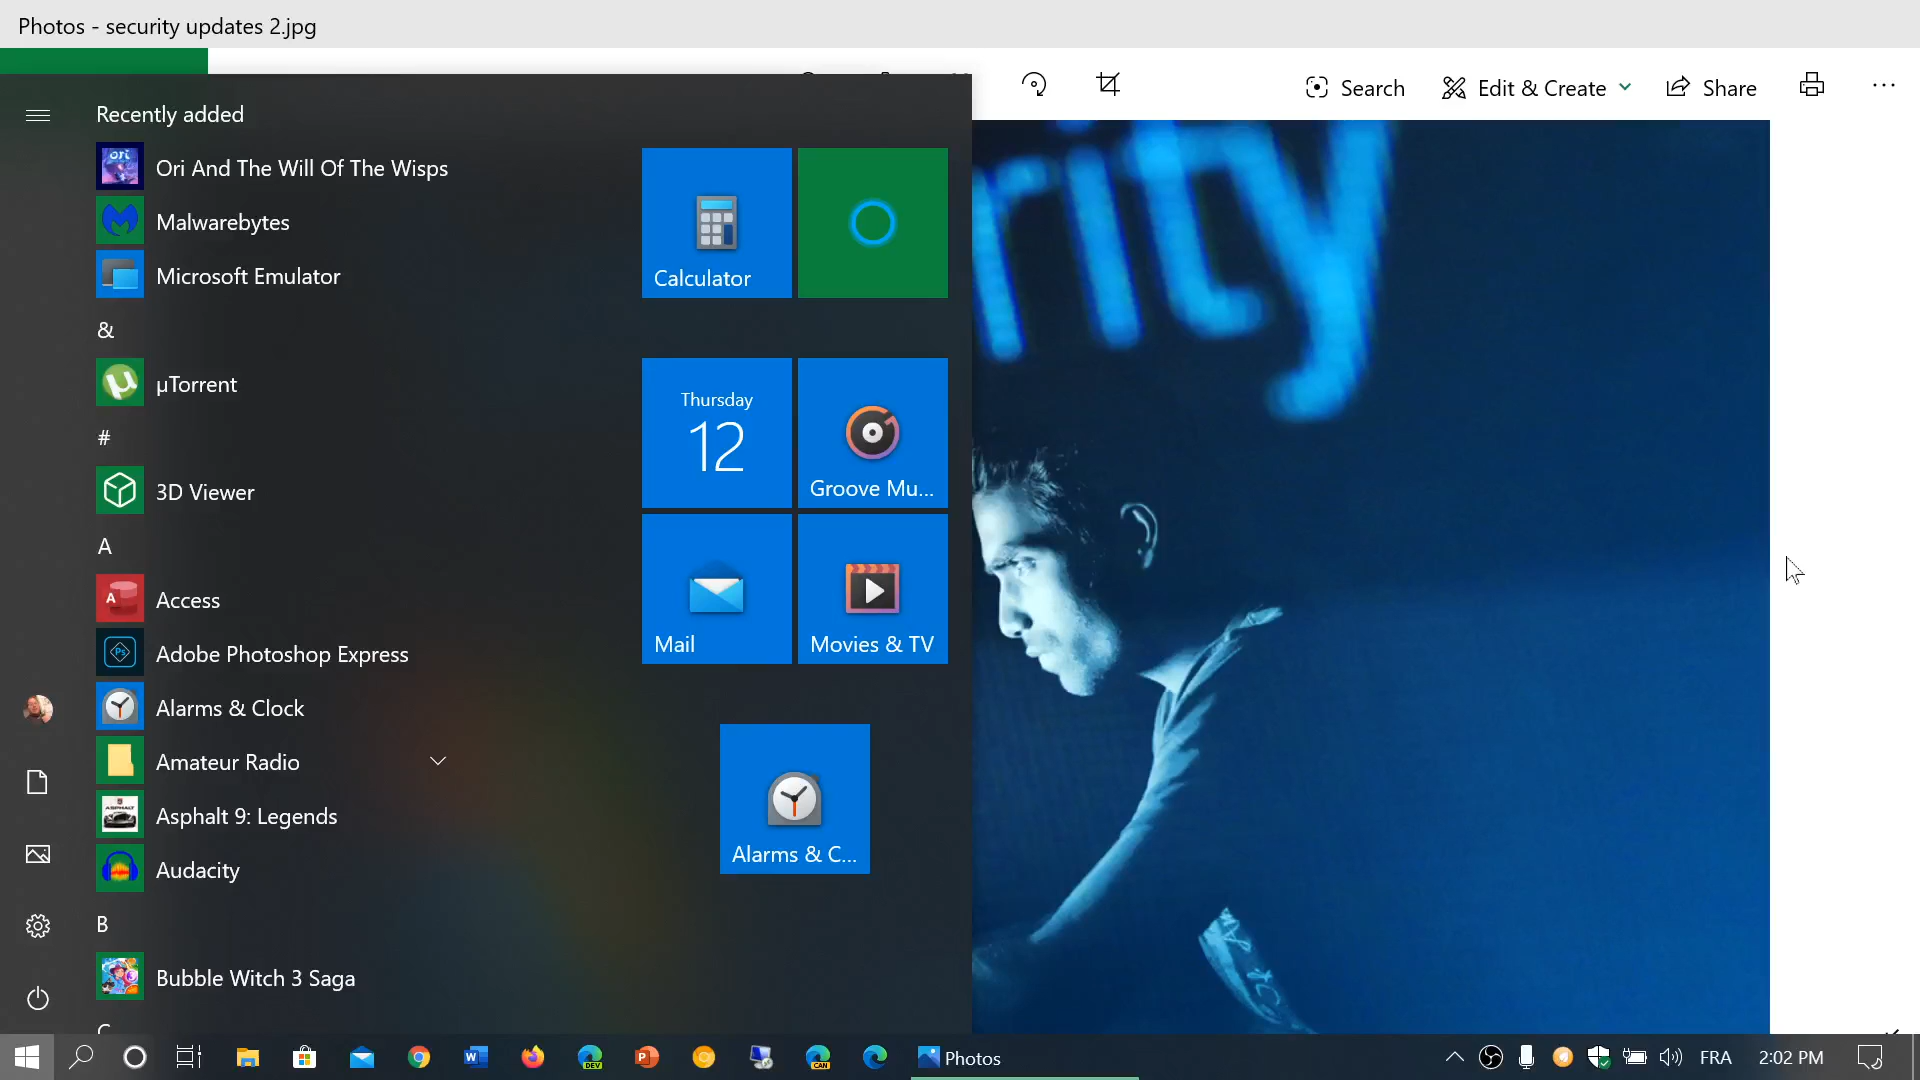 Photos - security updates 2.jpg
Search
Edit & Create
Share
Recently added
Ori And The Will Of The Wisps
Malwarebytes
Microsoft Emulator
&
µTorrent
#
3D Viewer
A
Access
Adobe Photoshop Express
Alarms & Clock
Amateur Radio
Asphalt 9: Legends
Audacity
B
Bubble Witch 3 Saga
C
Calculator
Thursday
12
Groove Mu...
Mail
Movies & TV
Alarms & C...
rity
Photos
FRA
2:02 PM